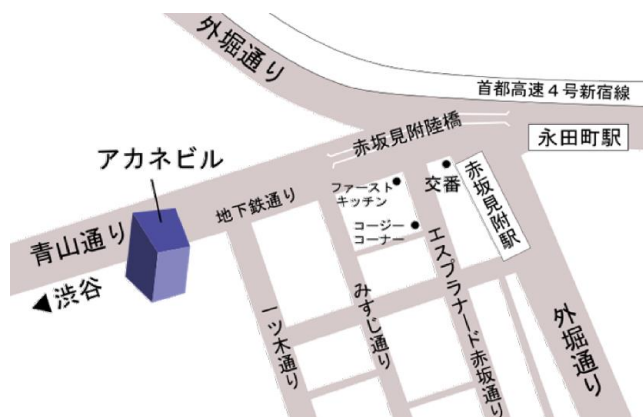 外堀通り
首都高速４号新宿線
赤坂見附陸橋
永田町駅
アカネビル
ファースト
キッチン
交番
赤坂見附駅
地下鉄通り
コージー
コーナー
青山通り
エスプラナード赤坂通り
◀渋谷
一ツ木通り
みすじ通り
外堀通り